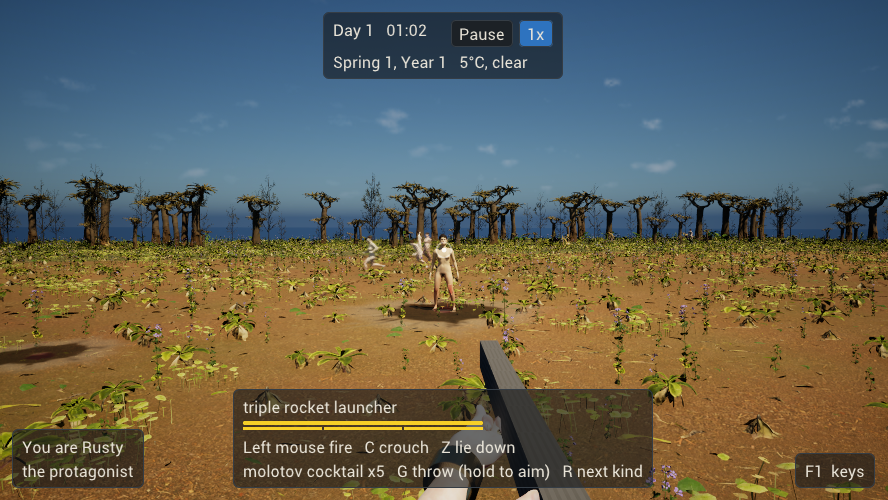 Day 1 01:02 Pause 1x
Spring 1, Year 1 5°C, clear
triple rocket launcher
Left mouse fire C crouch Z lie down
molotov cocktail x5 G throw (hold to aim) R next kind
You are Rusty
the protagonist
F1 keys